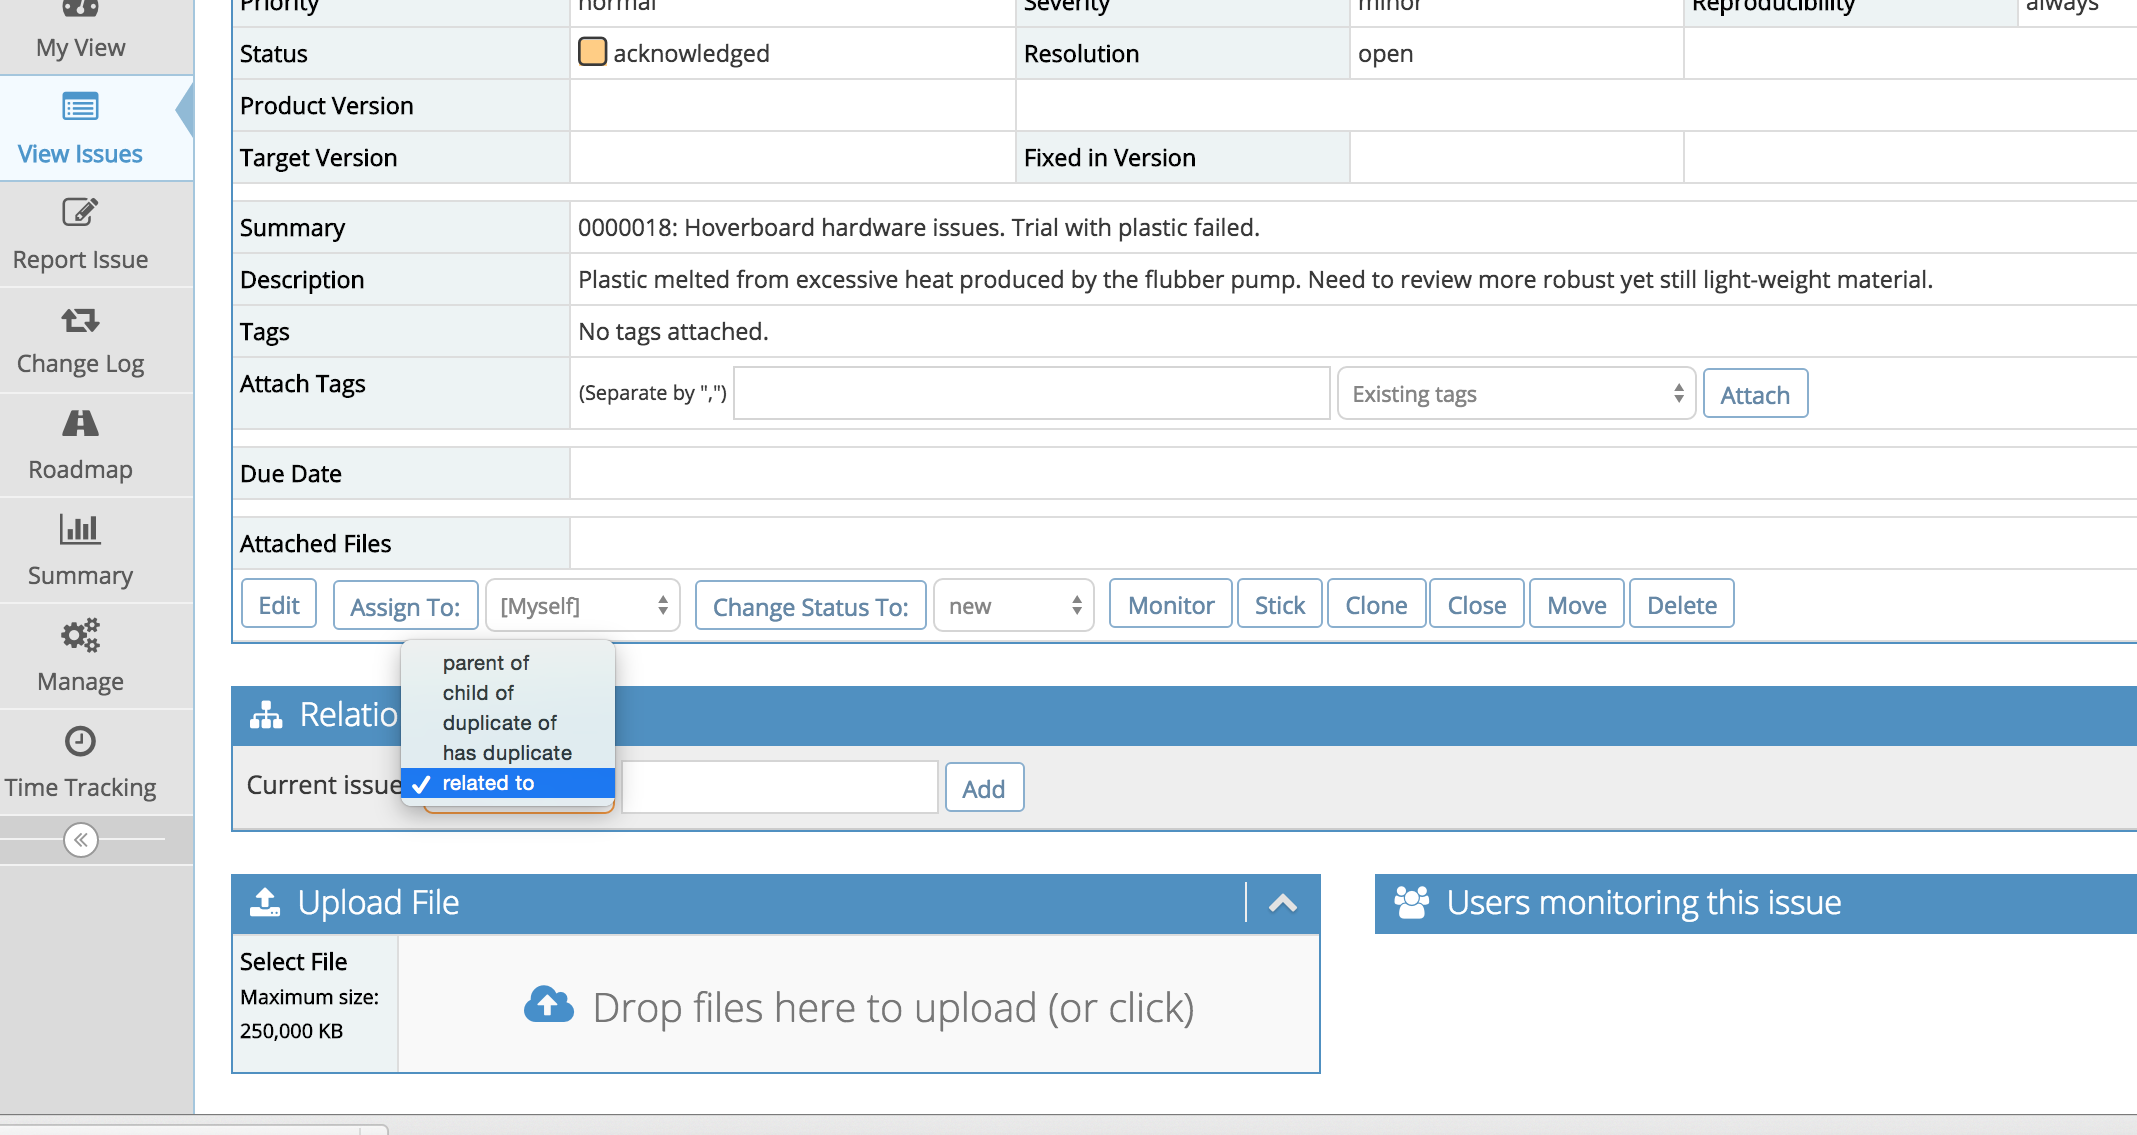 My View
View Issues
Report Issue
Change Log
Roadmap
Summary
Manage
Time Tracking
Priority normal Severity minor Reproducibility always
Status acknowledged Resolution open
Product Version
Target Version Fixed in Version
Summary 0000018: Hoverboard hardware issues. Trial with plastic failed.
Description Plastic melted from excessive heat produced by the flubber pump. Need to review more robust yet still light-weight material.
Tags No tags attached.
Attach Tags (Separate by ",") Existing tags Attach
Due Date
Attached Files
Edit Assign To: [Myself] Change Status To: new Monitor Stick Clone Close Move Delete
parent of
child of
duplicate of
has duplicate
related to
Relatio
Current issue Add
Upload File
Select File
Maximum size:
250,000 KB
Drop files here to upload (or click)
Users monitoring this issue